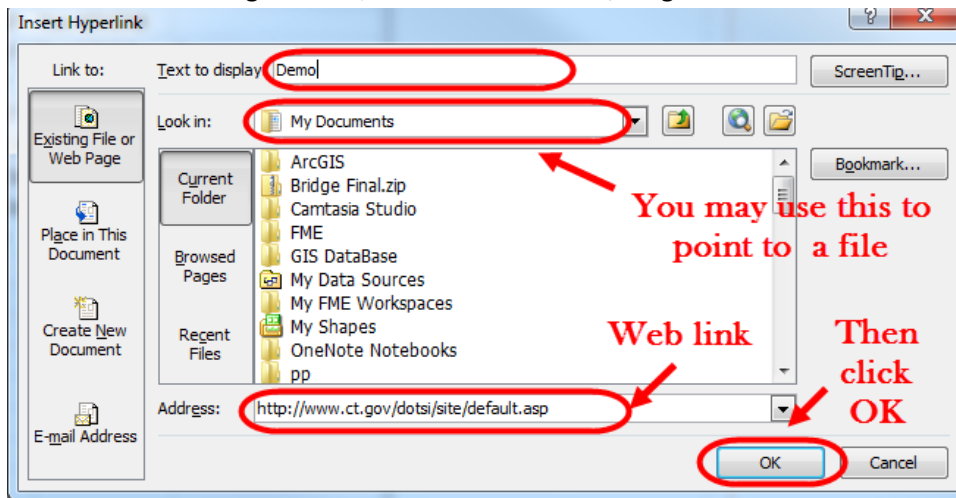 Insert Hyperlink
Link to:
Text to display: Demo
ScreenTip...
Existing File or
Web Page
Look in:
My Documents
Current
Folder
ArcGIS
Bridge Final.zip
Camtasia Studio
FME
GIS DataBase
My Data Sources
My FME Workspaces
My Shapes
OneNote Notebooks
pp
Bookmark...
You may use this to
point to a file
Place in This
Document
Browsed
Pages
Create New
Document
Recent
Files
Web link
Then
click
OK
Address:
http://www.ct.gov/dotsi/site/default.asp
E-mail Address
OK
Cancel